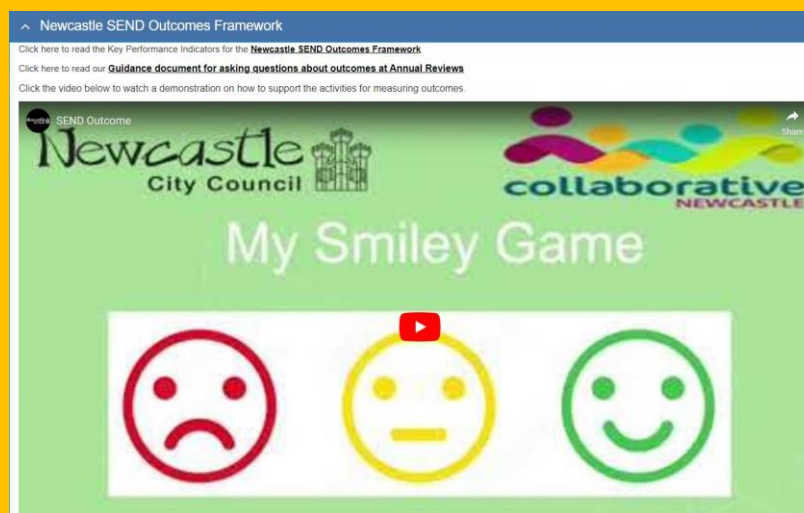 Newcastle SEND Outcomes Framework
Click here to read the Key Performance Indicators for the Newcastle SEND Outcomes Framework
Click here to read our Guidance document for asking questions about outcomes at Annual Reviews
Click the video below to watch a demonstration on how to support the activities for measuring outcomes.
SEND Outcome
Share
Newcastle
City Council
collaborative
NEWCASTLE
My Smiley Game